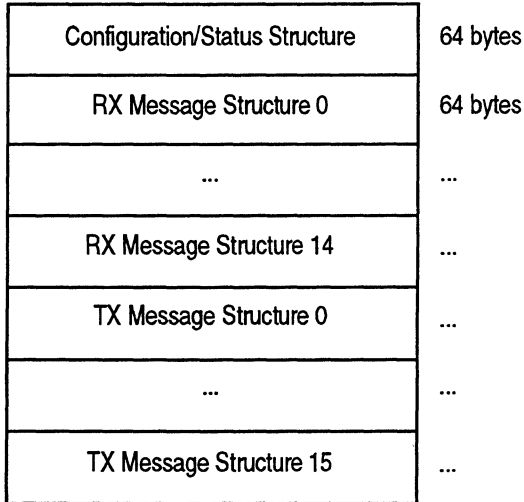 Configuration/Status Structure 64 bytes
RX Message Structure 0 64 bytes
... ...
RX Message Structure 14 ...
TX Message Structure 0 ...
... ...
TX Message Structure 15 ...